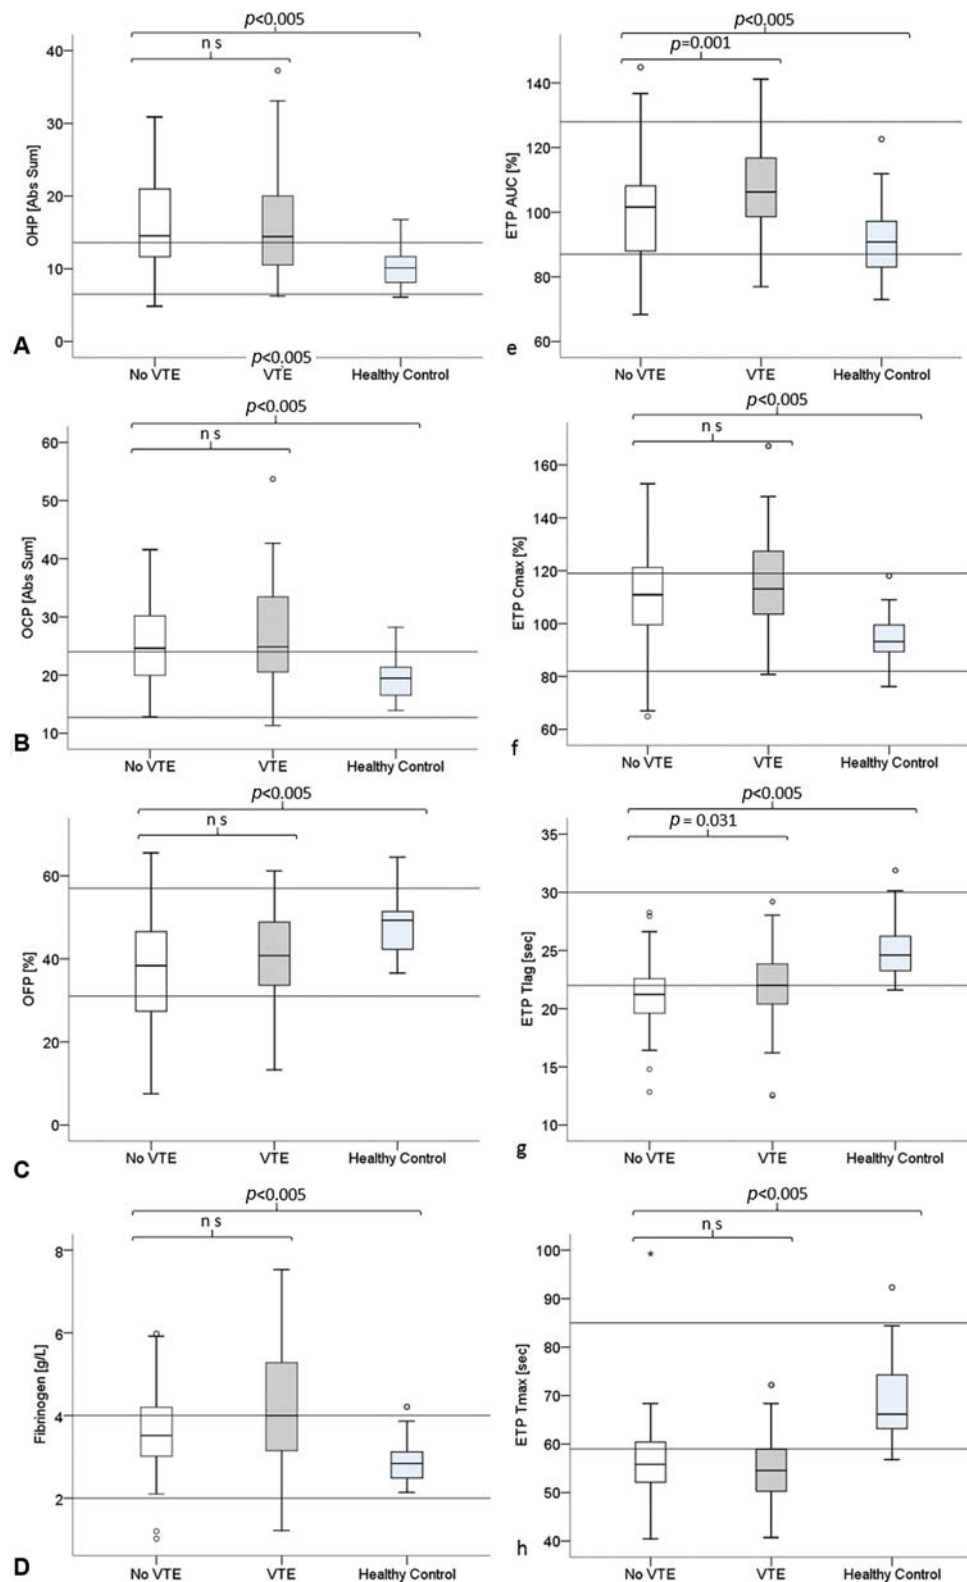 p<0.005
n s
40
30
20
10
0
OHP [Abs Sum]
A
No VTE
VTE
Healthy Control
p<0.005
p<0.005
n s
60
50
40
30
20
10
OCP [Abs Sum]
B
No VTE
VTE
Healthy Control
p<0.005
n s
60
40
20
0
OFP [%]
C
No VTE
VTE
Healthy Control
p<0.005
n s
8
6
4
2
Fibrinogen [g/L]
D
No VTE
VTE
Healthy Control
p<0.005
p=0.001
140
120
100
80
60
ETP AUC [%]
e
No VTE
VTE
Healthy Control
p<0.005
n s
160
140
120
100
80
60
ETP Cmax [%]
f
No VTE
VTE
Healthy Control
p<0.005
p = 0.031
35
30
25
20
15
10
ETP Tlag [sec]
g
No VTE
VTE
Healthy Control
p<0.005
n s
100
90
80
70
60
50
40
ETP Tmax [sec]
h
No VTE
VTE
Healthy Control